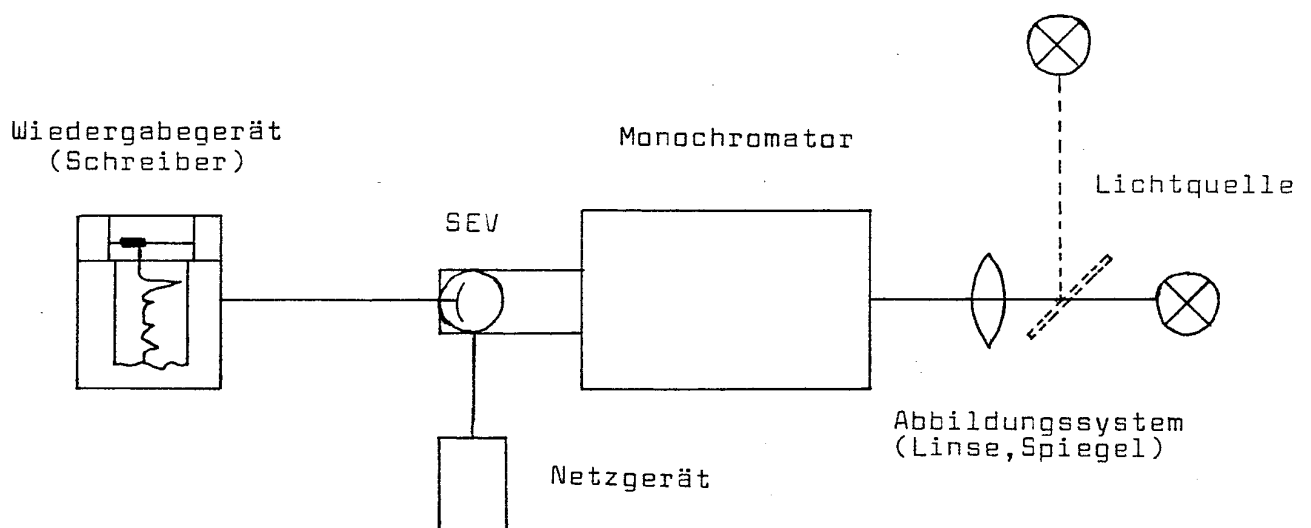 Wiedergabegerät
(Schreiber)
Monochromator
Lichtquelle
SEV
Abbildungssystem
(Linse,Spiegel)
Netzgerät